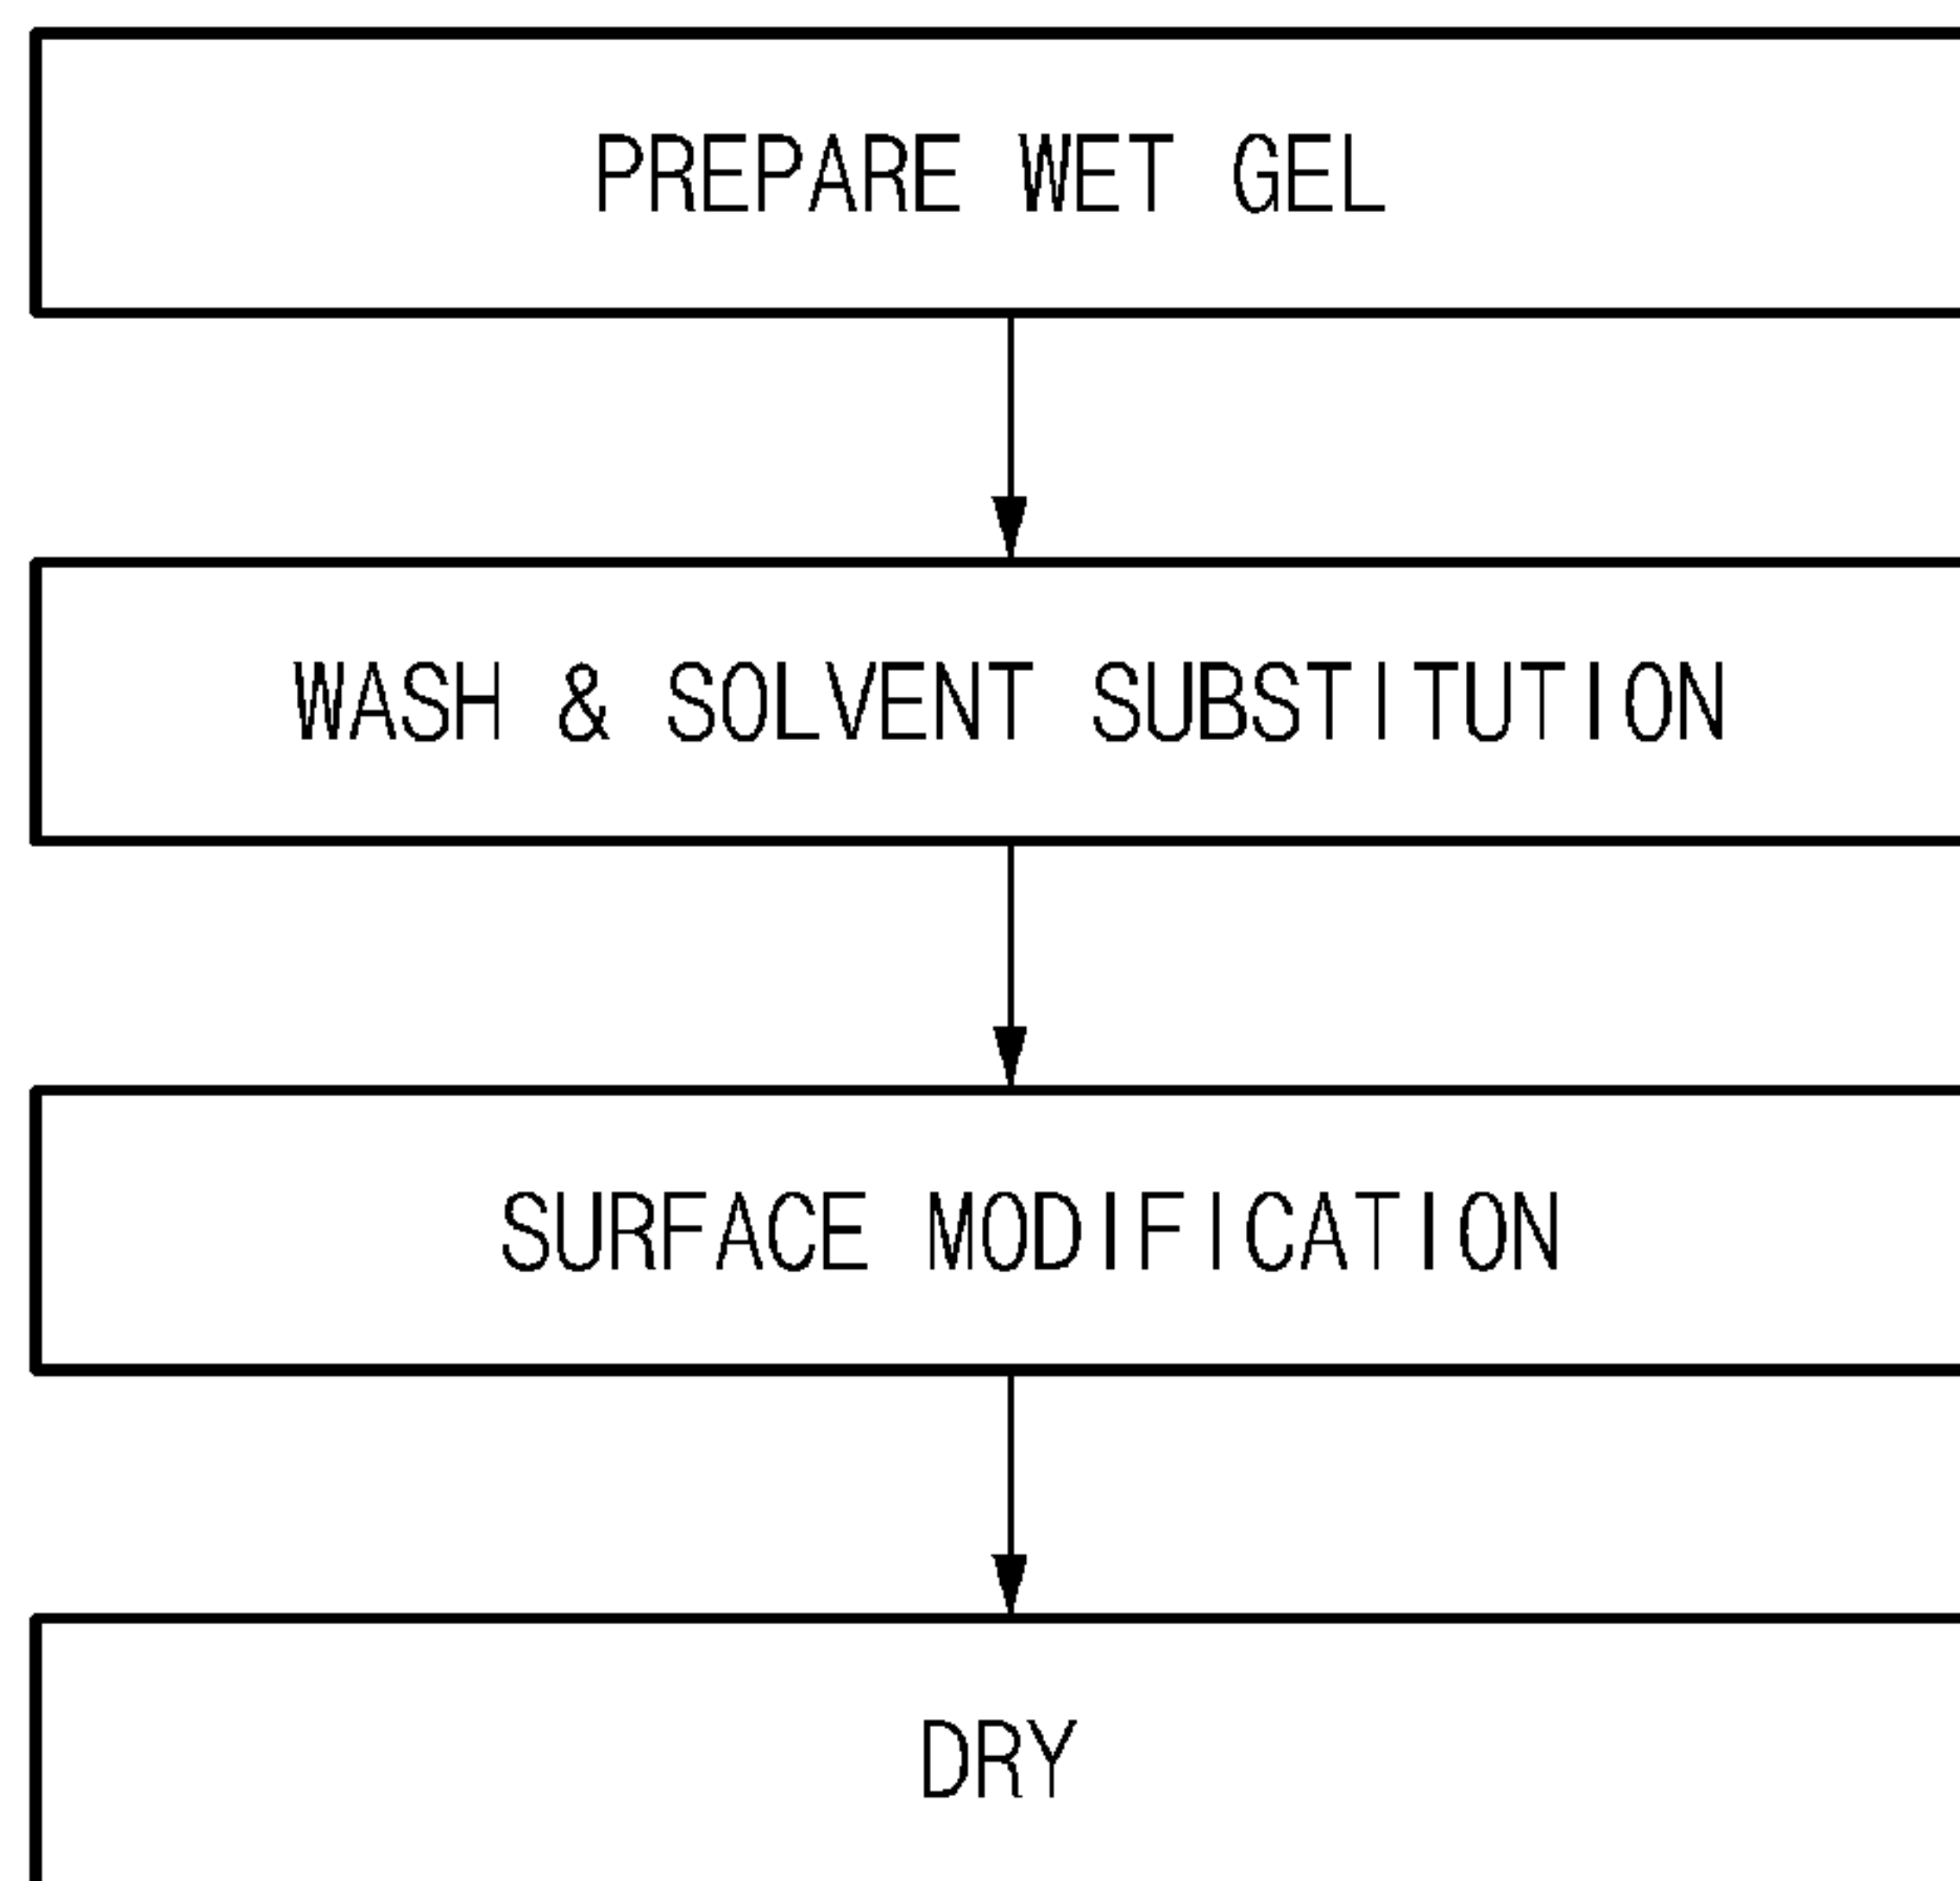 PREPARE WET GEL
WASH & SOLVENT SUBSTITUTION
SURFACE MODIFICATION
DRY